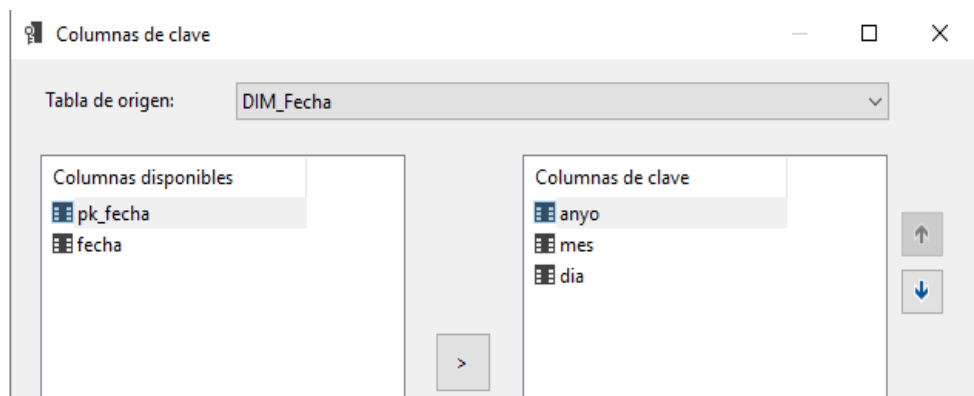 Columnas de clave
Tabla de origen: DIM_Fecha
Columnas disponibles
pk_fecha
fecha
>
Columnas de clave
anyo
mes
dia